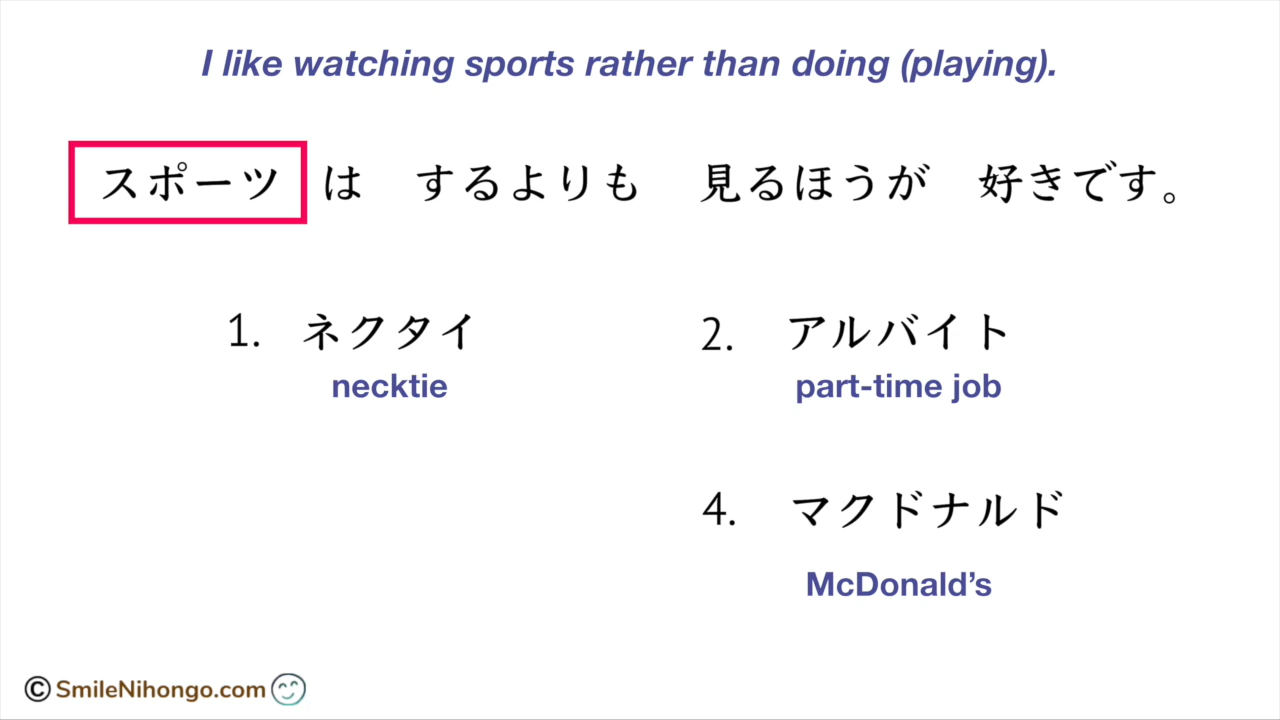 I like watching sports rather than doing (playing).
スポーツ は するよりも 見るほうが 好きです。
1. ネクタイ 2. アルバイト
necktie part-time job
4. マクドナルド
McDonald’s
© SmileNihongo.com